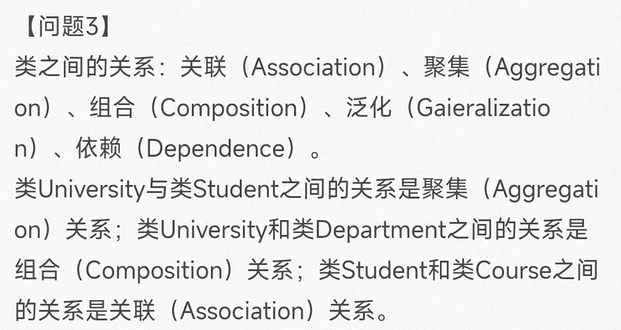 【问题3】
类之间的关系：关联（Association）、聚集（Aggregati
on）、组合（Composition）、泛化（Gaieralizatio
n）、依赖（Dependence）。
类University与类Student之间的关系是聚集（Aggregati
on）关系；类University和类Department之间的关系是
组合（Composition）关系；类Student和类Course之间
的关系是关联（Association）关系。